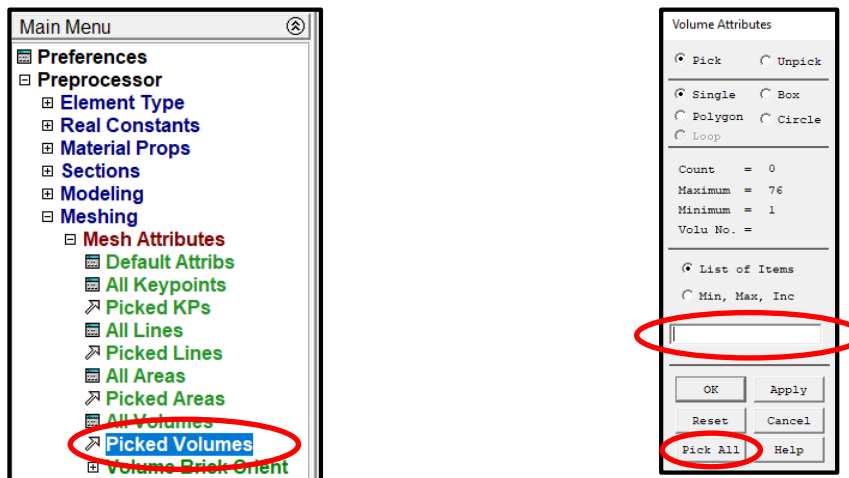 Main Menu
Preferences
Preprocessor
Element Type
Real Constants
Material Props
Sections
Modeling
Meshing
Mesh Attributes
Default Attribs
All Keypoints
Picked KPs
All Lines
Picked Lines
All Areas
Picked Areas
All Volumes
Picked Volumes
Volume Brick Orient
Volume Attributes
Pick Unpick
Single Box
Polygon Circle
Loop
Count = 0
Maximum = 76
Minimum = 1
Volu No. =
List of Items
Min, Max, Inc
OK Apply
Reset Cancel
Pick All Help